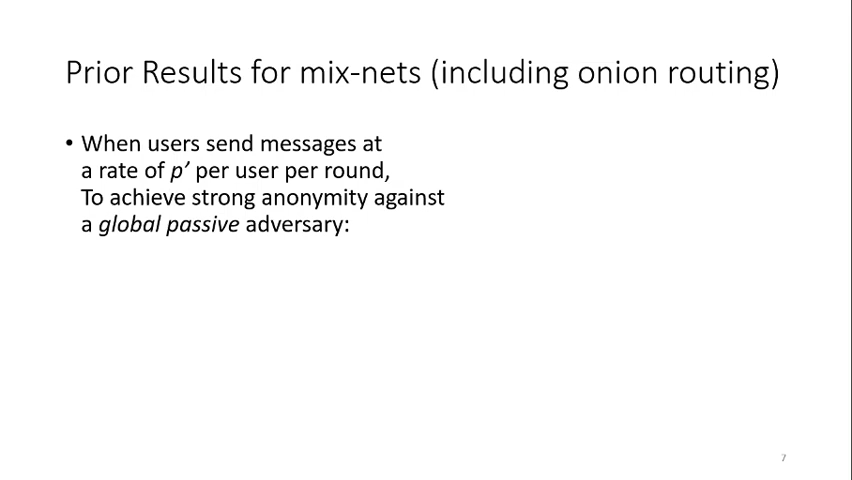 Prior Results for mix-nets (including onion routing)
• When users send messages at
a rate of p’ per user per round,
To achieve strong anonymity against
a global passive adversary:
7